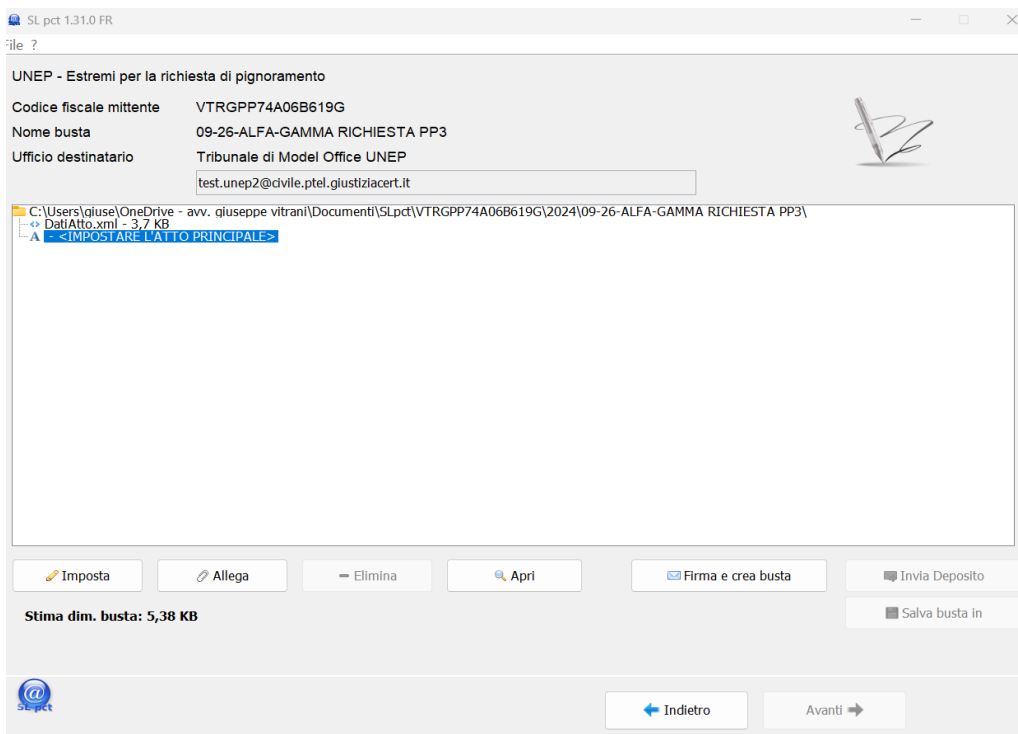 SL pct 1.31.0 FR
File ?
UNEP - Estremi per la richiesta di pignoramento
Codice fiscale mittente VTRGPP74A06B619G
Nome busta 09-26-ALFA-GAMMA RICHIESTA PP3
Ufficio destinatario Tribunale di Model Office UNEP
test.unep2@civile.ptel.giustiziacert.it
C:\Users\giuse\OneDrive - avv. giuseppe vitrani\Documenti\SLpct\VTRGPP74A06B619G\2024\09-26-ALFA-GAMMA RICHIESTA PP3\
DatiAtto.xml - 3,7 KB
A - <IMPOSTARE L'ATTO PRINCIPALE>
Imposta Allega Elimina Apri Firma e crea busta Invia Deposito
Stima dim. busta: 5,38 KB Salva busta in
@ SL pct
Indietro Avanti